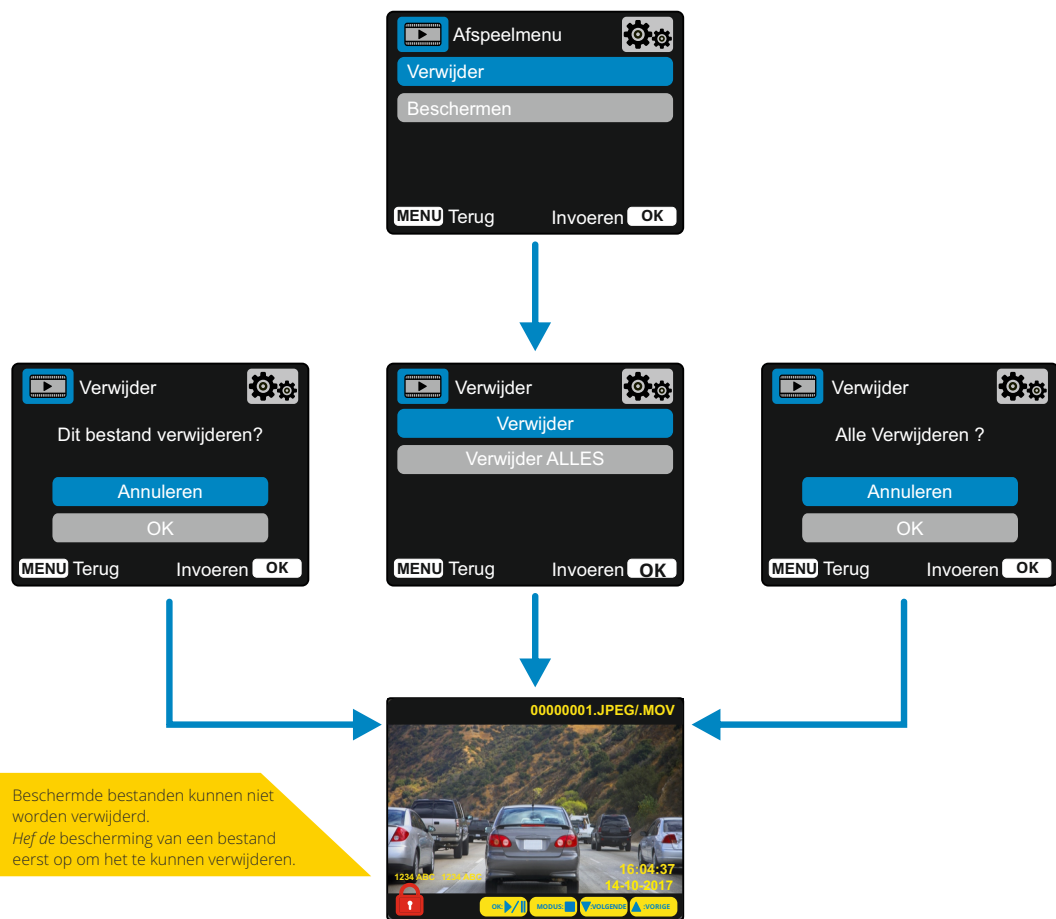 Afspeelmenu
Verwijder
Beschermen
MENU Terug Invoeren OK
Verwijder
Dit bestand verwijderen?
Annuleren
OK
MENU Terug Invoeren OK
Verwijder
Verwijder
Verwijder ALLES
MENU Terug Invoeren OK
Verwijder
Alle Verwijderen ?
Annuleren
OK
MENU Terug Invoeren OK
00000001.JPEG/.MOV
16:04:37
1234 ABC 1234 ABC
14-10-2017
OK: MODUS: :VOLGENDE :VORIGE
Beschermde bestanden kunnen niet
worden verwijderd.
Hef de bescherming van een bestand
eerst op om het te kunnen verwijderen.